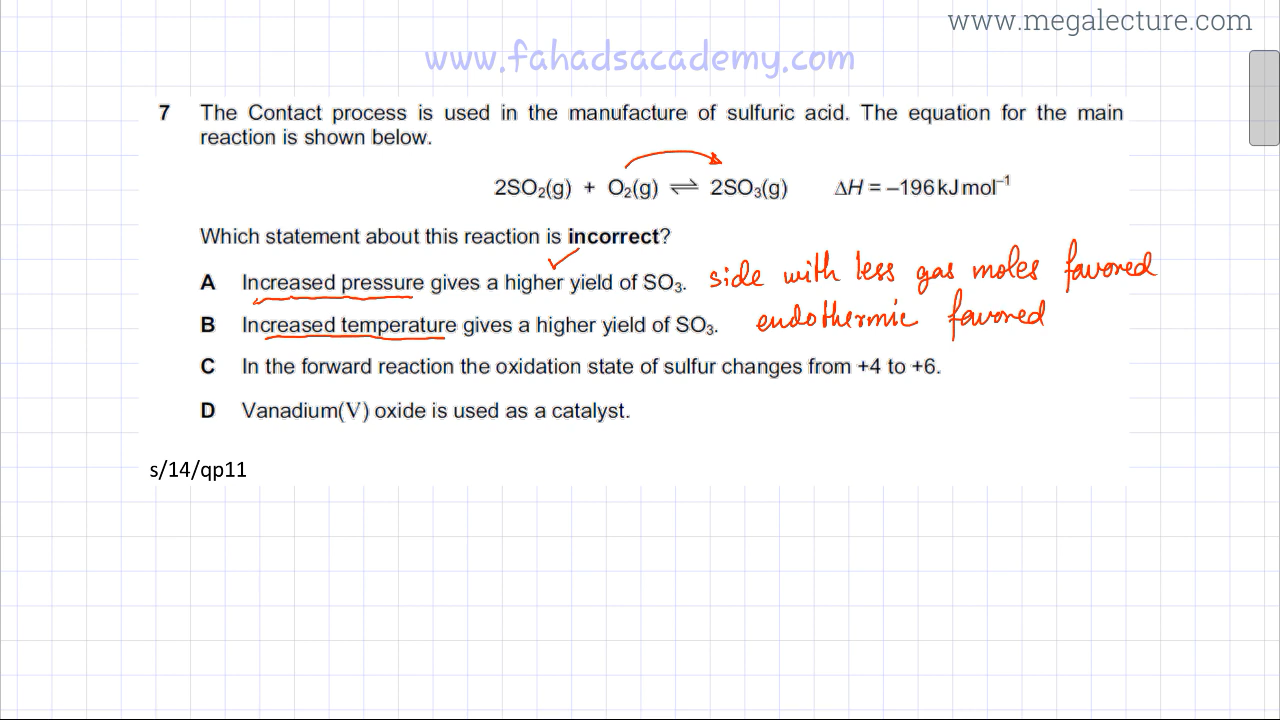 www.megalecture.com
www.fahadsacademy.com
7 The Contact process is used in the manufacture of sulfuric acid. The equation for the main
reaction is shown below.
2SO₂(g) + O₂(g) ⇌ 2SO₃(g) ΔH = –196 kJ mol⁻¹
Which statement about this reaction is incorrect?
A Increased pressure gives a higher yield of SO₃. side with less gas moles favored
B Increased temperature gives a higher yield of SO₃. endothermic favored
C In the forward reaction the oxidation state of sulfur changes from +4 to +6.
D Vanadium(V) oxide is used as a catalyst.
s/14/qp11